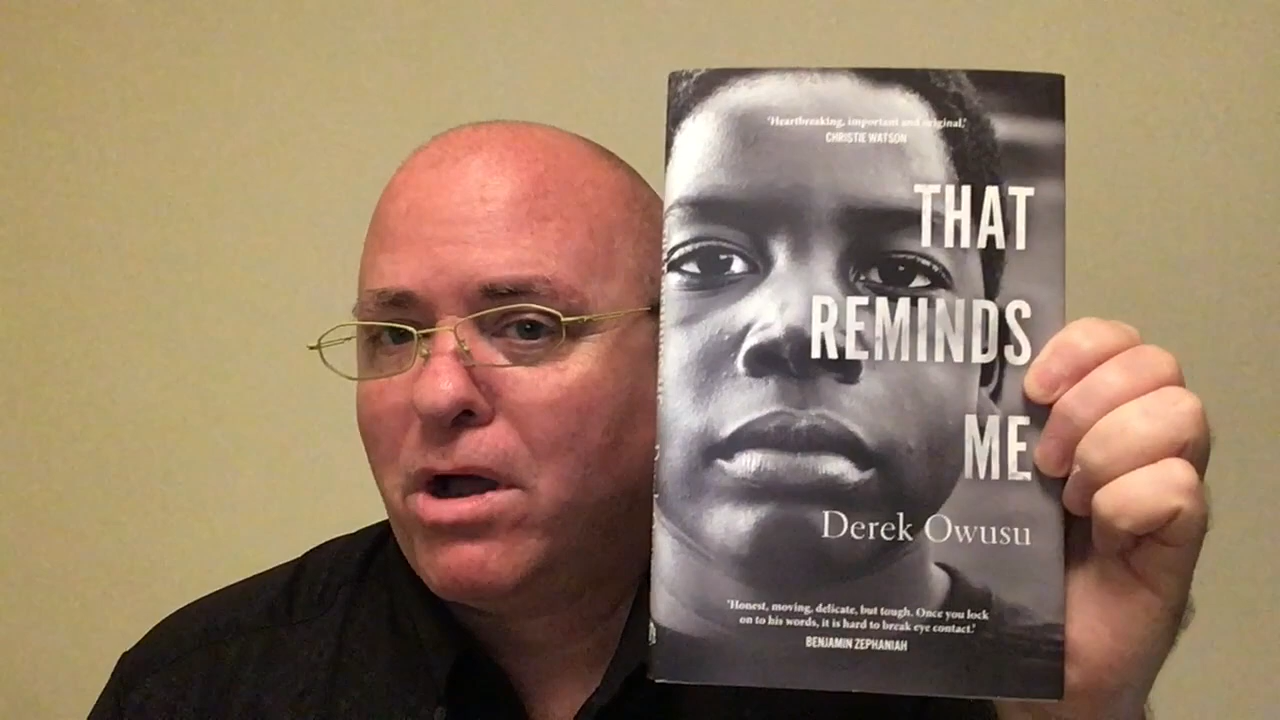 'Heartbreaking, important and original.'
CHRISTIE WATSON
THAT
REMINDS
ME
Derek Owusu
'Honest, moving, delicate, but tough. Once you lock
on to his words, it is hard to break eye contact.'
BENJAMIN ZEPHANIAH